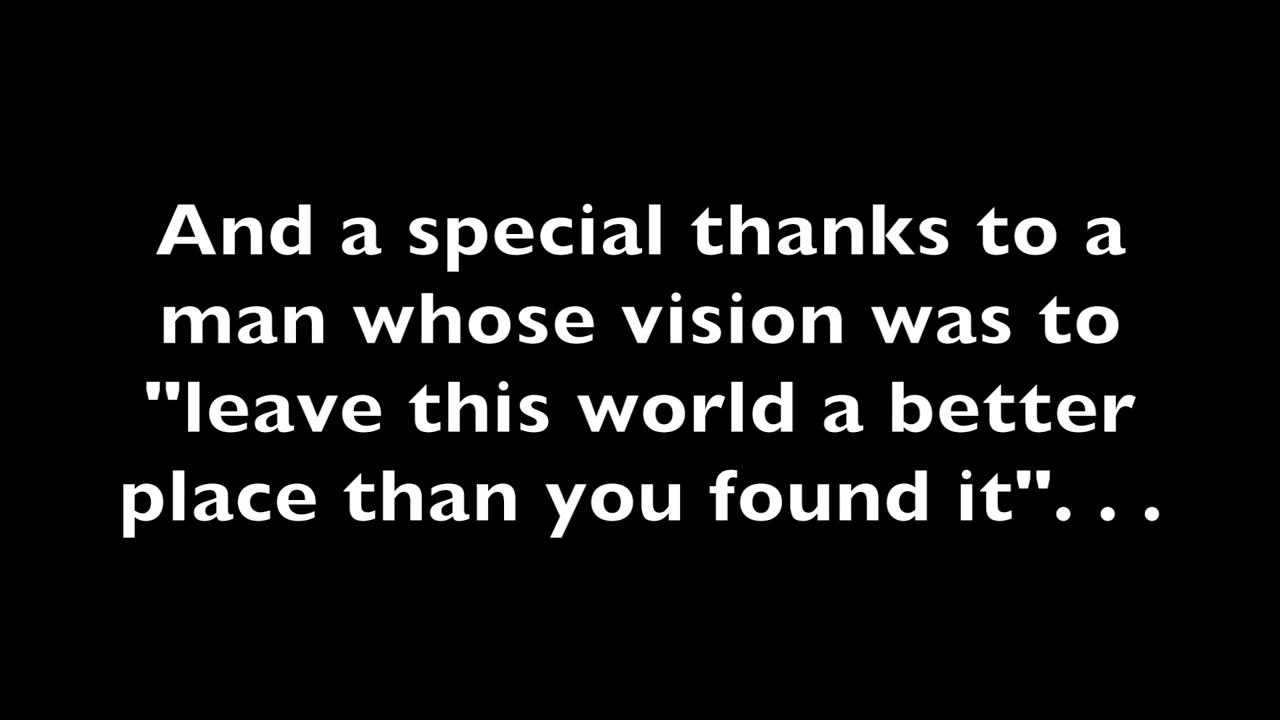 And a special thanks to a
man whose vision was to
"leave this world a better
place than you found it". . .